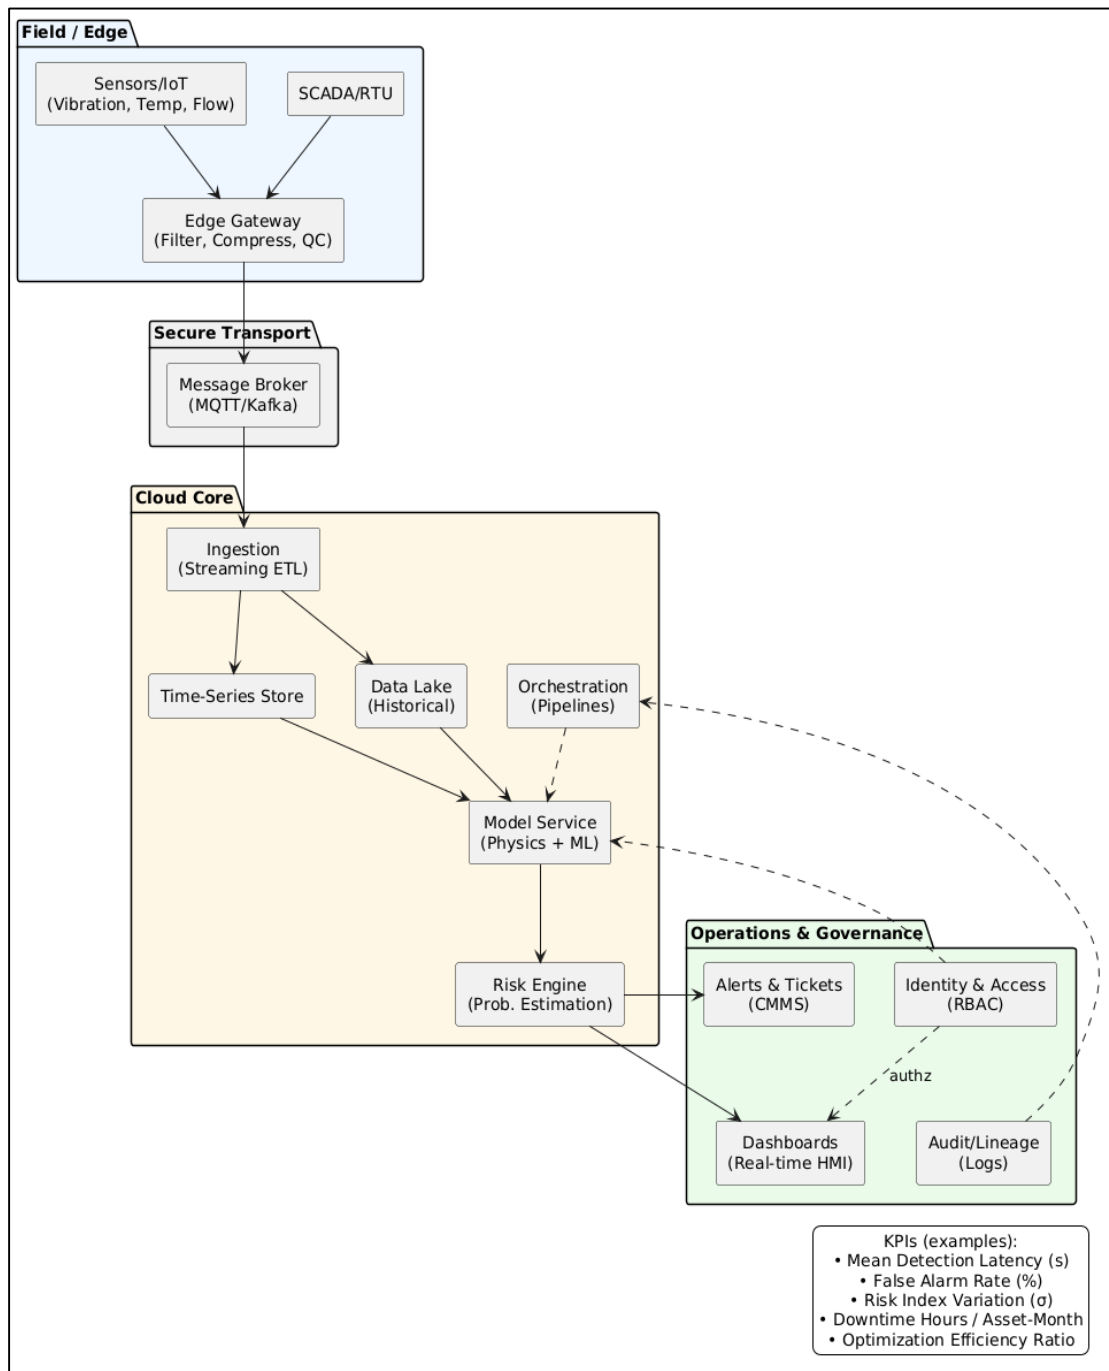 Field / Edge
Sensors/IoT
(Vibration, Temp, Flow)
SCADA/RTU
Edge Gateway
(Filter, Compress, QC)
Secure Transport
Message Broker
(MQTT/Kafka)
Cloud Core
Ingestion
(Streaming ETL)
Time-Series Store
Data Lake
(Historical)
Orchestration
(Pipelines)
Model Service
(Physics + ML)
Operations & Governance
Risk Engine
(Prob. Estimation)
Alerts & Tickets
(CMMS)
Identity & Access
(RBAC)
authz
Dashboards
(Real-time HMI)
Audit/Lineage
(Logs)
KPIs (examples):
• Mean Detection Latency (s)
• False Alarm Rate (%)
• Risk Index Variation (σ)
• Downtime Hours / Asset-Month
• Optimization Efficiency Ratio